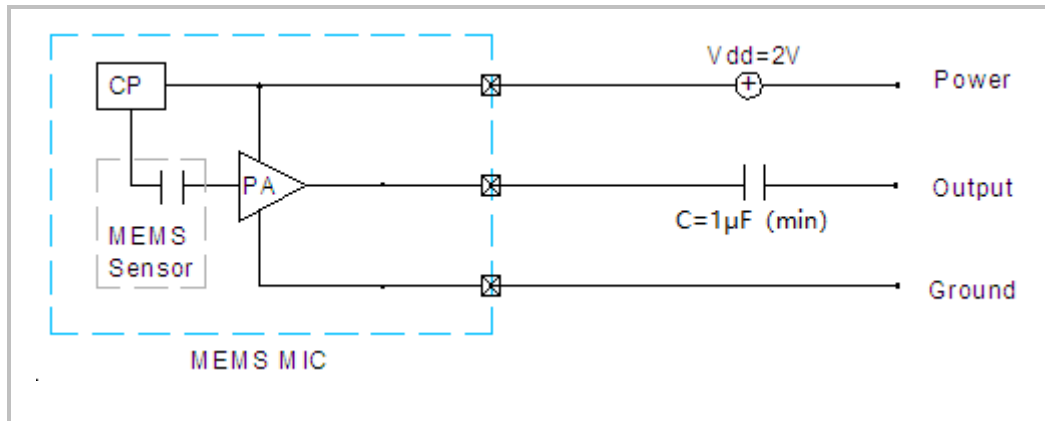 Vdd=2V
CP
Power
PA
Output
C=1μF (min)
MEMS
Sensor
Ground
MEMS MIC